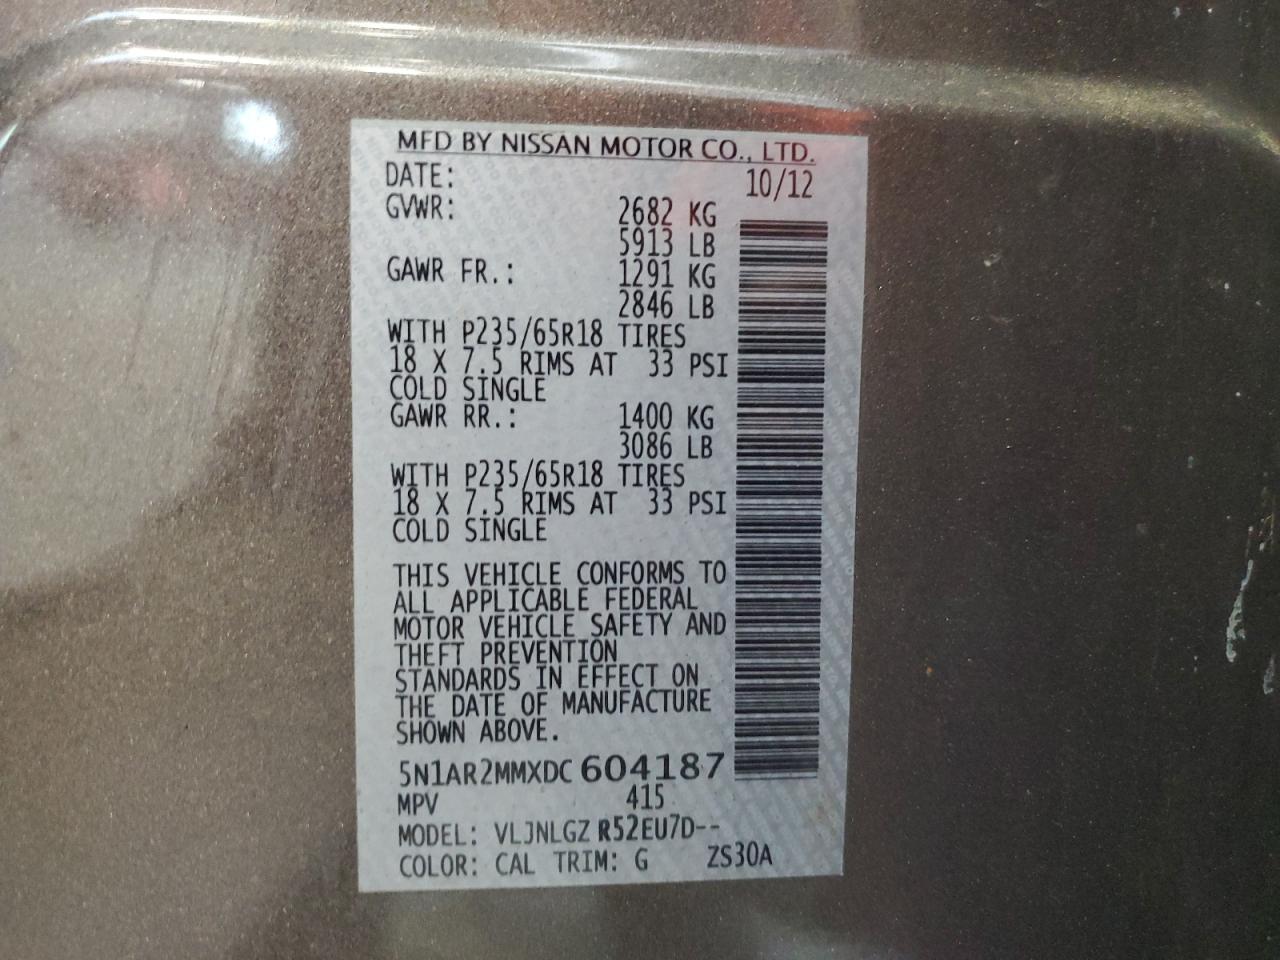 MFD BY NISSAN MOTOR CO., LTD.
DATE: 10/12
GVWR: 2682 KG
5913 LB
GAWR FR.: 1291 KG
2846 LB
WITH P235/65R18 TIRES
18 X 7.5 RIMS AT 33 PSI
COLD SINGLE
GAWR RR.: 1400 KG
3086 LB
WITH P235/65R18 TIRES
18 X 7.5 RIMS AT 33 PSI
COLD SINGLE
THIS VEHICLE CONFORMS TO
ALL APPLICABLE FEDERAL
MOTOR VEHICLE SAFETY AND
THEFT PREVENTION
STANDARDS IN EFFECT ON
THE DATE OF MANUFACTURE
SHOWN ABOVE.
5N1AR2MMXDC 604187
MPV 415
MODEL: VLJNLGZ R52EU7D--
COLOR: CAL TRIM: G ZS30A